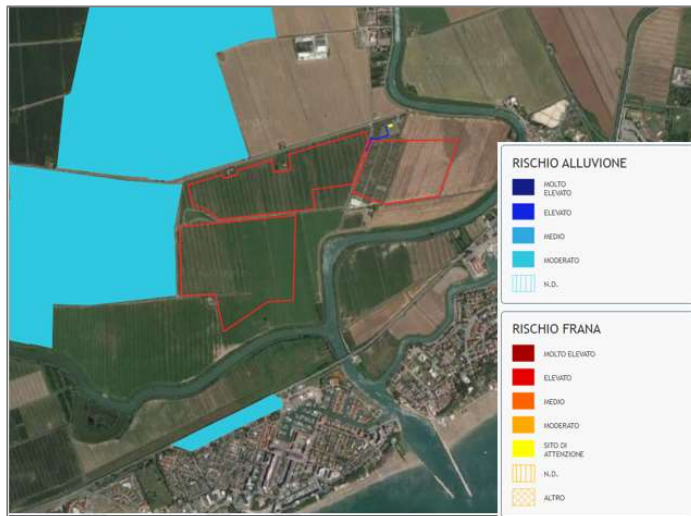 RISCHIO ALLUVIONE
MOLTO
ELEVATO
ELEVATO
MEDIO
MODERATO
N.D.
RISCHIO FRANA
MOLTO ELEVATO
ELEVATO
MEDIO
MODERATO
SITO DI
ATTENZIONE
N.D.
ALTRO